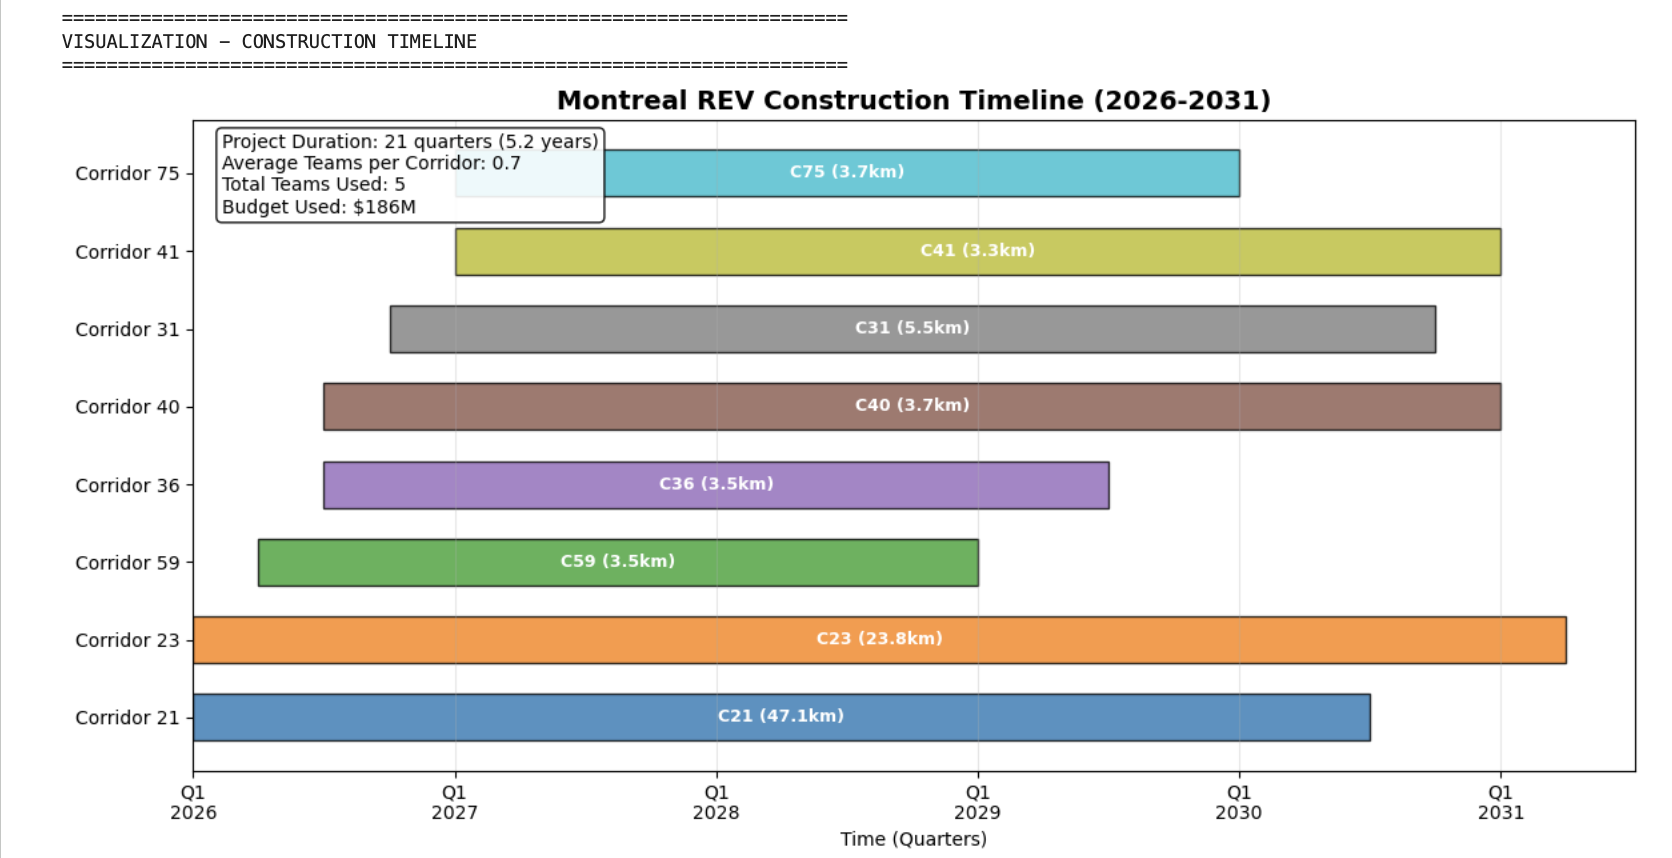 ======================================================================
VISUALIZATION – CONSTRUCTION TIMELINE
======================================================================
Montreal REV Construction Timeline (2026-2031)
Project Duration: 21 quarters (5.2 years)
Average Teams per Corridor: 0.7
Total Teams Used: 5
Budget Used: $186M
Corridor 75
C75 (3.7km)
Corridor 41
C41 (3.3km)
Corridor 31
C31 (5.5km)
Corridor 40
C40 (3.7km)
Corridor 36
C36 (3.5km)
Corridor 59
C59 (3.5km)
Corridor 23
C23 (23.8km)
Corridor 21
C21 (47.1km)
Q1 Q1 Q1 Q1 Q1 Q1
2026 2027 2028 2029 2030 2031
Time (Quarters)